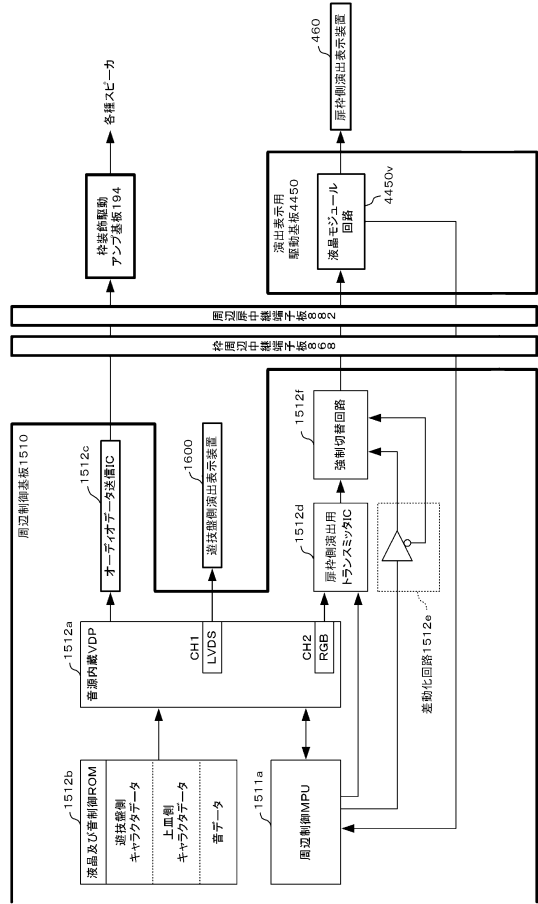 周辺制御基板1510
1512b
液晶及び音制御ROM
遊技盤側
キャラクタデータ
上皿側
キャラクタデータ
音データ
1511a
周辺制御MPU
1512a
音源内蔵VDP
CH1
LVDS
CH2
RGB
1512c
オーディオデータ送信IC
1600
遊技盤側演出表示装置
1512d
扉枠側演出用
トランスミッタIC
差動化回路1512e
1512f
強制切替回路
枠周辺中継端子板868
周辺扉中継端子板882
枠装飾駆動
アンプ基板194
各種スピーカ
演出表示用
駆動基板4450
液晶モジュール
回路
4450v
460
扉枠側演出表示装置